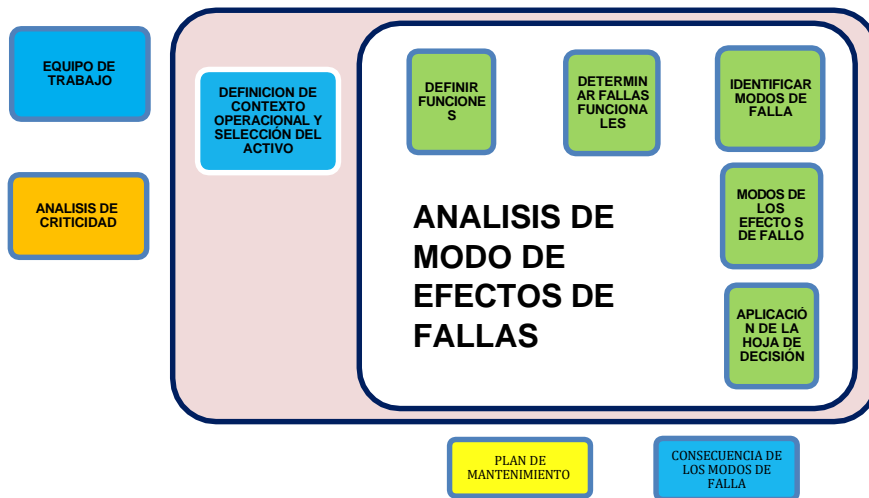 EQUIPO DE
TRABAJO
DEFINICION DE
CONTEXTO
OPERACIONAL Y
SELECCIÓN DEL
ACTIVO
DEFINIR
FUNCIONE
S
DETERMIN
AR FALLAS
FUNCIONA
LES
IDENTIFICAR
MODOS DE
FALLA
ANALISIS DE
CRITICIDAD
ANALISIS DE
MODO DE
EFECTOS DE
FALLAS
MODOS DE
LOS
EFECTO S
DE FALLO
APLICACIÓ
N DE LA
HOJA DE
DECISIÓN
PLAN DE
MANTENIMIENTO
CONSECUENCIA DE
LOS MODOS DE
FALLA